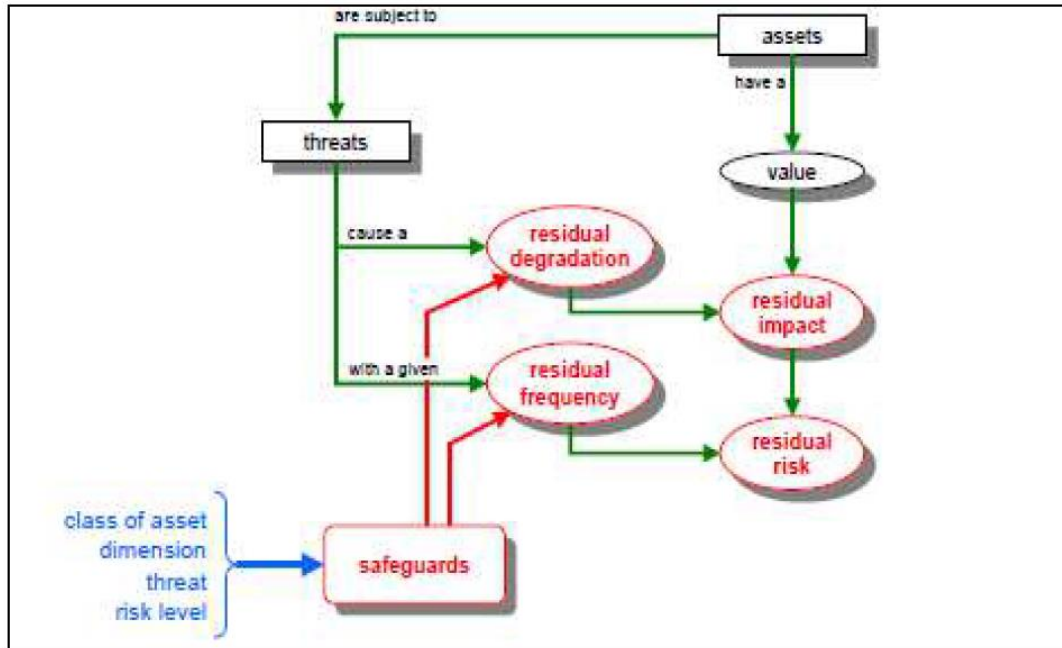 are subject to
assets
have a
threats
value
cause a
residual
degradation
residual
impact
with a given
residual
frequency
residual
risk
class of asset
dimension
threat
risk level
safeguards